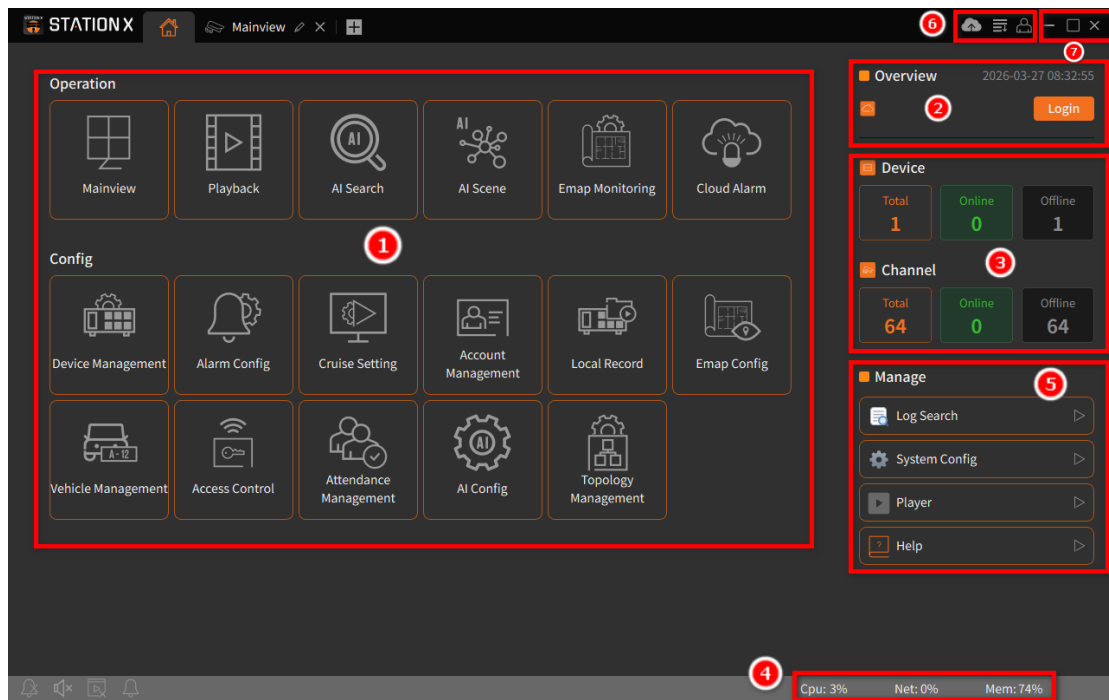 STATION X
Mainview
6
7
Operation
Mainview
Playback
AI
AI Search
AI
AI Scene
Emap Monitoring
Cloud Alarm
1
Config
Device Management
Alarm Config
Cruise Setting
Account
Management
Local Record
Emap Config
A-12
Vehicle Management
Access Control
Attendance
Management
AI
AI Config
Topology
Management
Overview
2026-03-27 08:32:55
2
Login
Device
Total
1
Online
0
Offline
1
3
Channel
Total
64
Online
0
Offline
64
Manage
5
Log Search
System Config
Player
?
Help
4
Cpu: 3%
Net: 0%
Mem: 74%